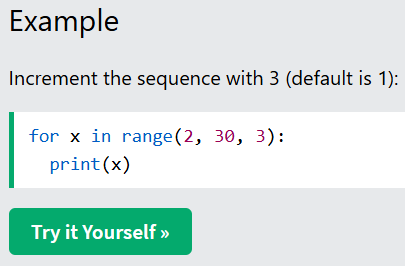 Example
Increment the sequence with 3 (default is 1):
for x in range(2, 30, 3):
  print(x)
Try it Yourself »